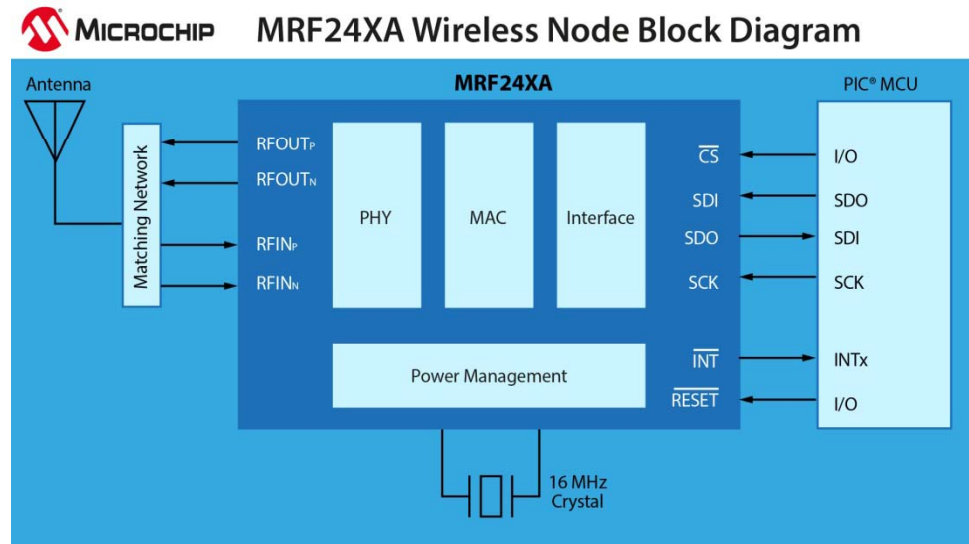 MICROCHIP
MRF24XA Wireless Node Block Diagram
Antenna
MRF24XA
PIC® MCU
Matching Network
RFOUTP
RFOUTN
RFINP
RFINN
PHY
MAC
Interface
Power Management
CS
SDI
SDO
SCK
INT
RESET
I/O
SDO
SDI
SCK
INTx
I/O
16 MHz
Crystal